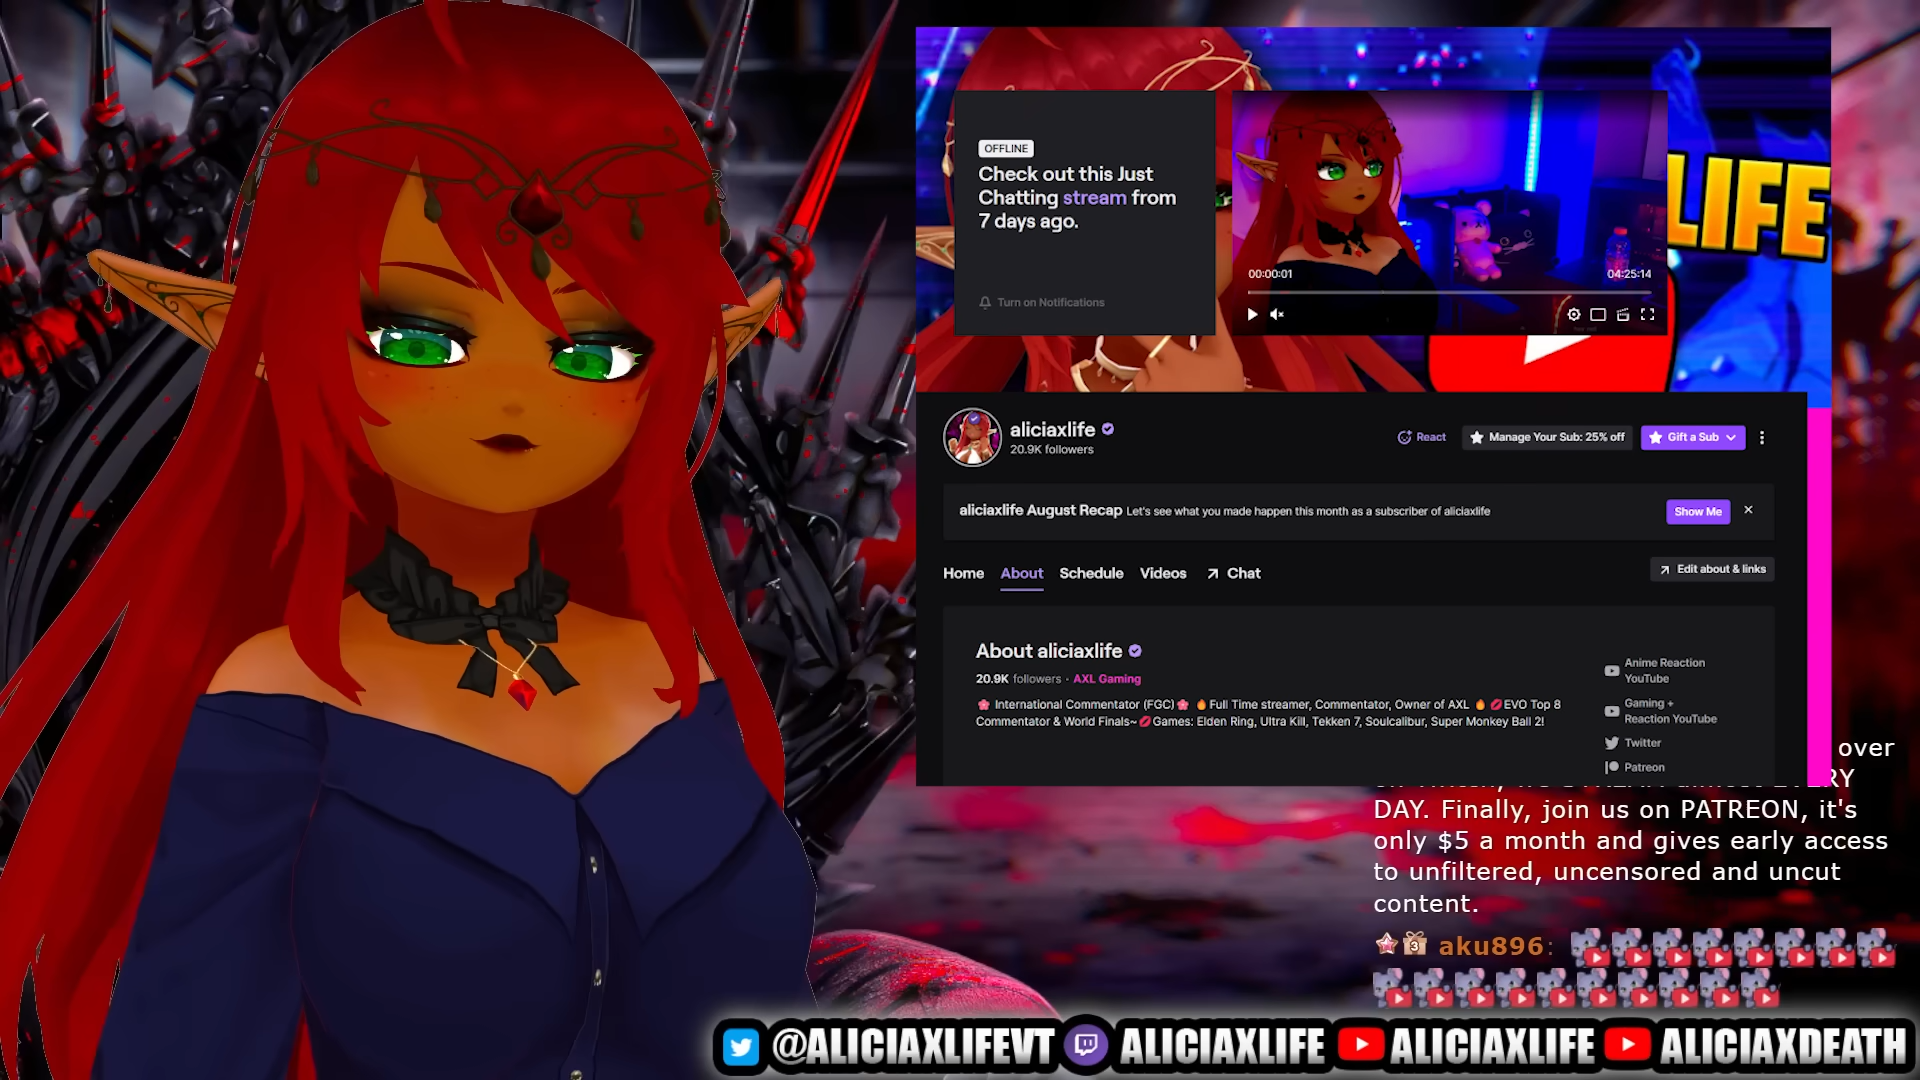 OFFLINE
Check out this Just
Chatting stream from
7 days ago.
Turn on Notifications
00:00:01
04:25:14
LIFE
aliciaxlife
20.9K followers
React
Manage Your Sub: 25% off
Gift a Sub
aliciaxlife August Recap Let's see what you made happen this month as a subscriber of aliciaxlife
Show Me
Home
About
Schedule
Videos
Chat
Edit about & links
About aliciaxlife
20.9K followers · AXL Gaming
🌸 International Commentator (FGC)🌸 🔥Full Time streamer, Commentator, Owner of AXL 🔥 💋EVO Top 8
Commentator & World Finals~💋Games: Elden Ring, Ultra Kill, Tekken 7, Soulcalibur, Super Monkey Ball 2!
Anime Reaction
YouTube
Gaming +
Reaction YouTube
Twitter
Patreon
over
DAY. Finally, join us on PATREON, it's
only $5 a month and gives early access
to unfiltered, uncensored and uncut
content.
3 aku896:
@ALICIAXLIFEVT ALICIAXLIFE ALICIAXLIFE ALICIAXDEATH